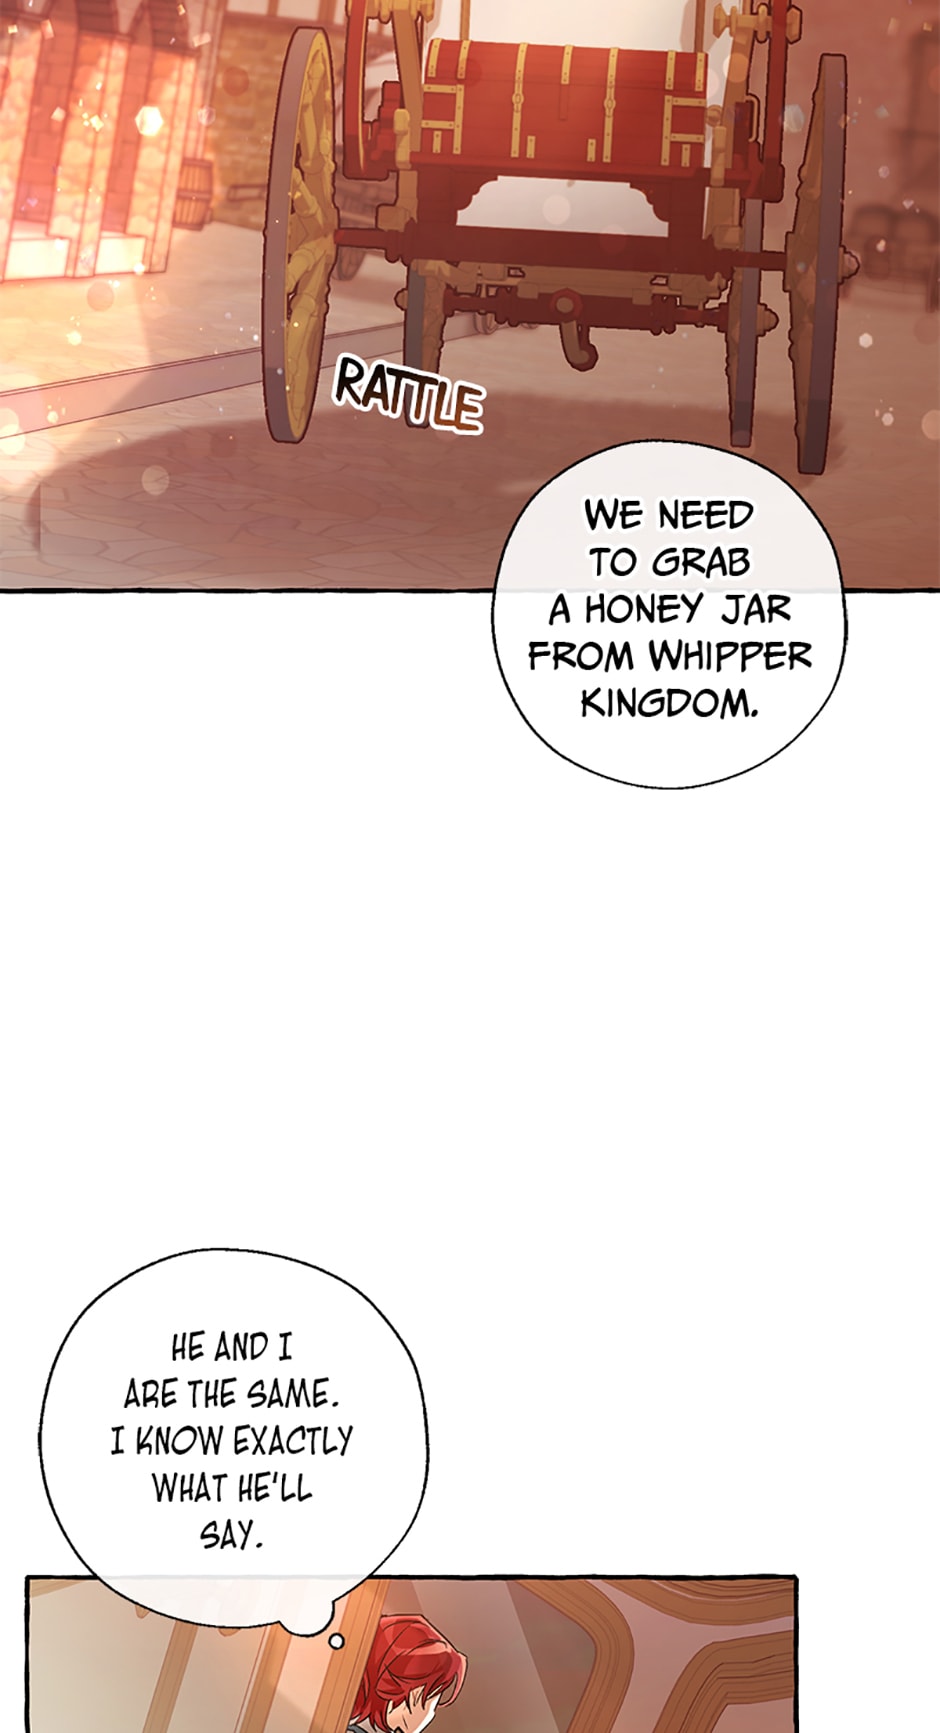 RATTLE
WE NEED
TO GRAB
A HONEY JAR
FROM WHIPPER
KINGDOM.
HE AND I
ARE THE SAME.
I KNOW EXACTLY
WHAT HE'LL
SAY.